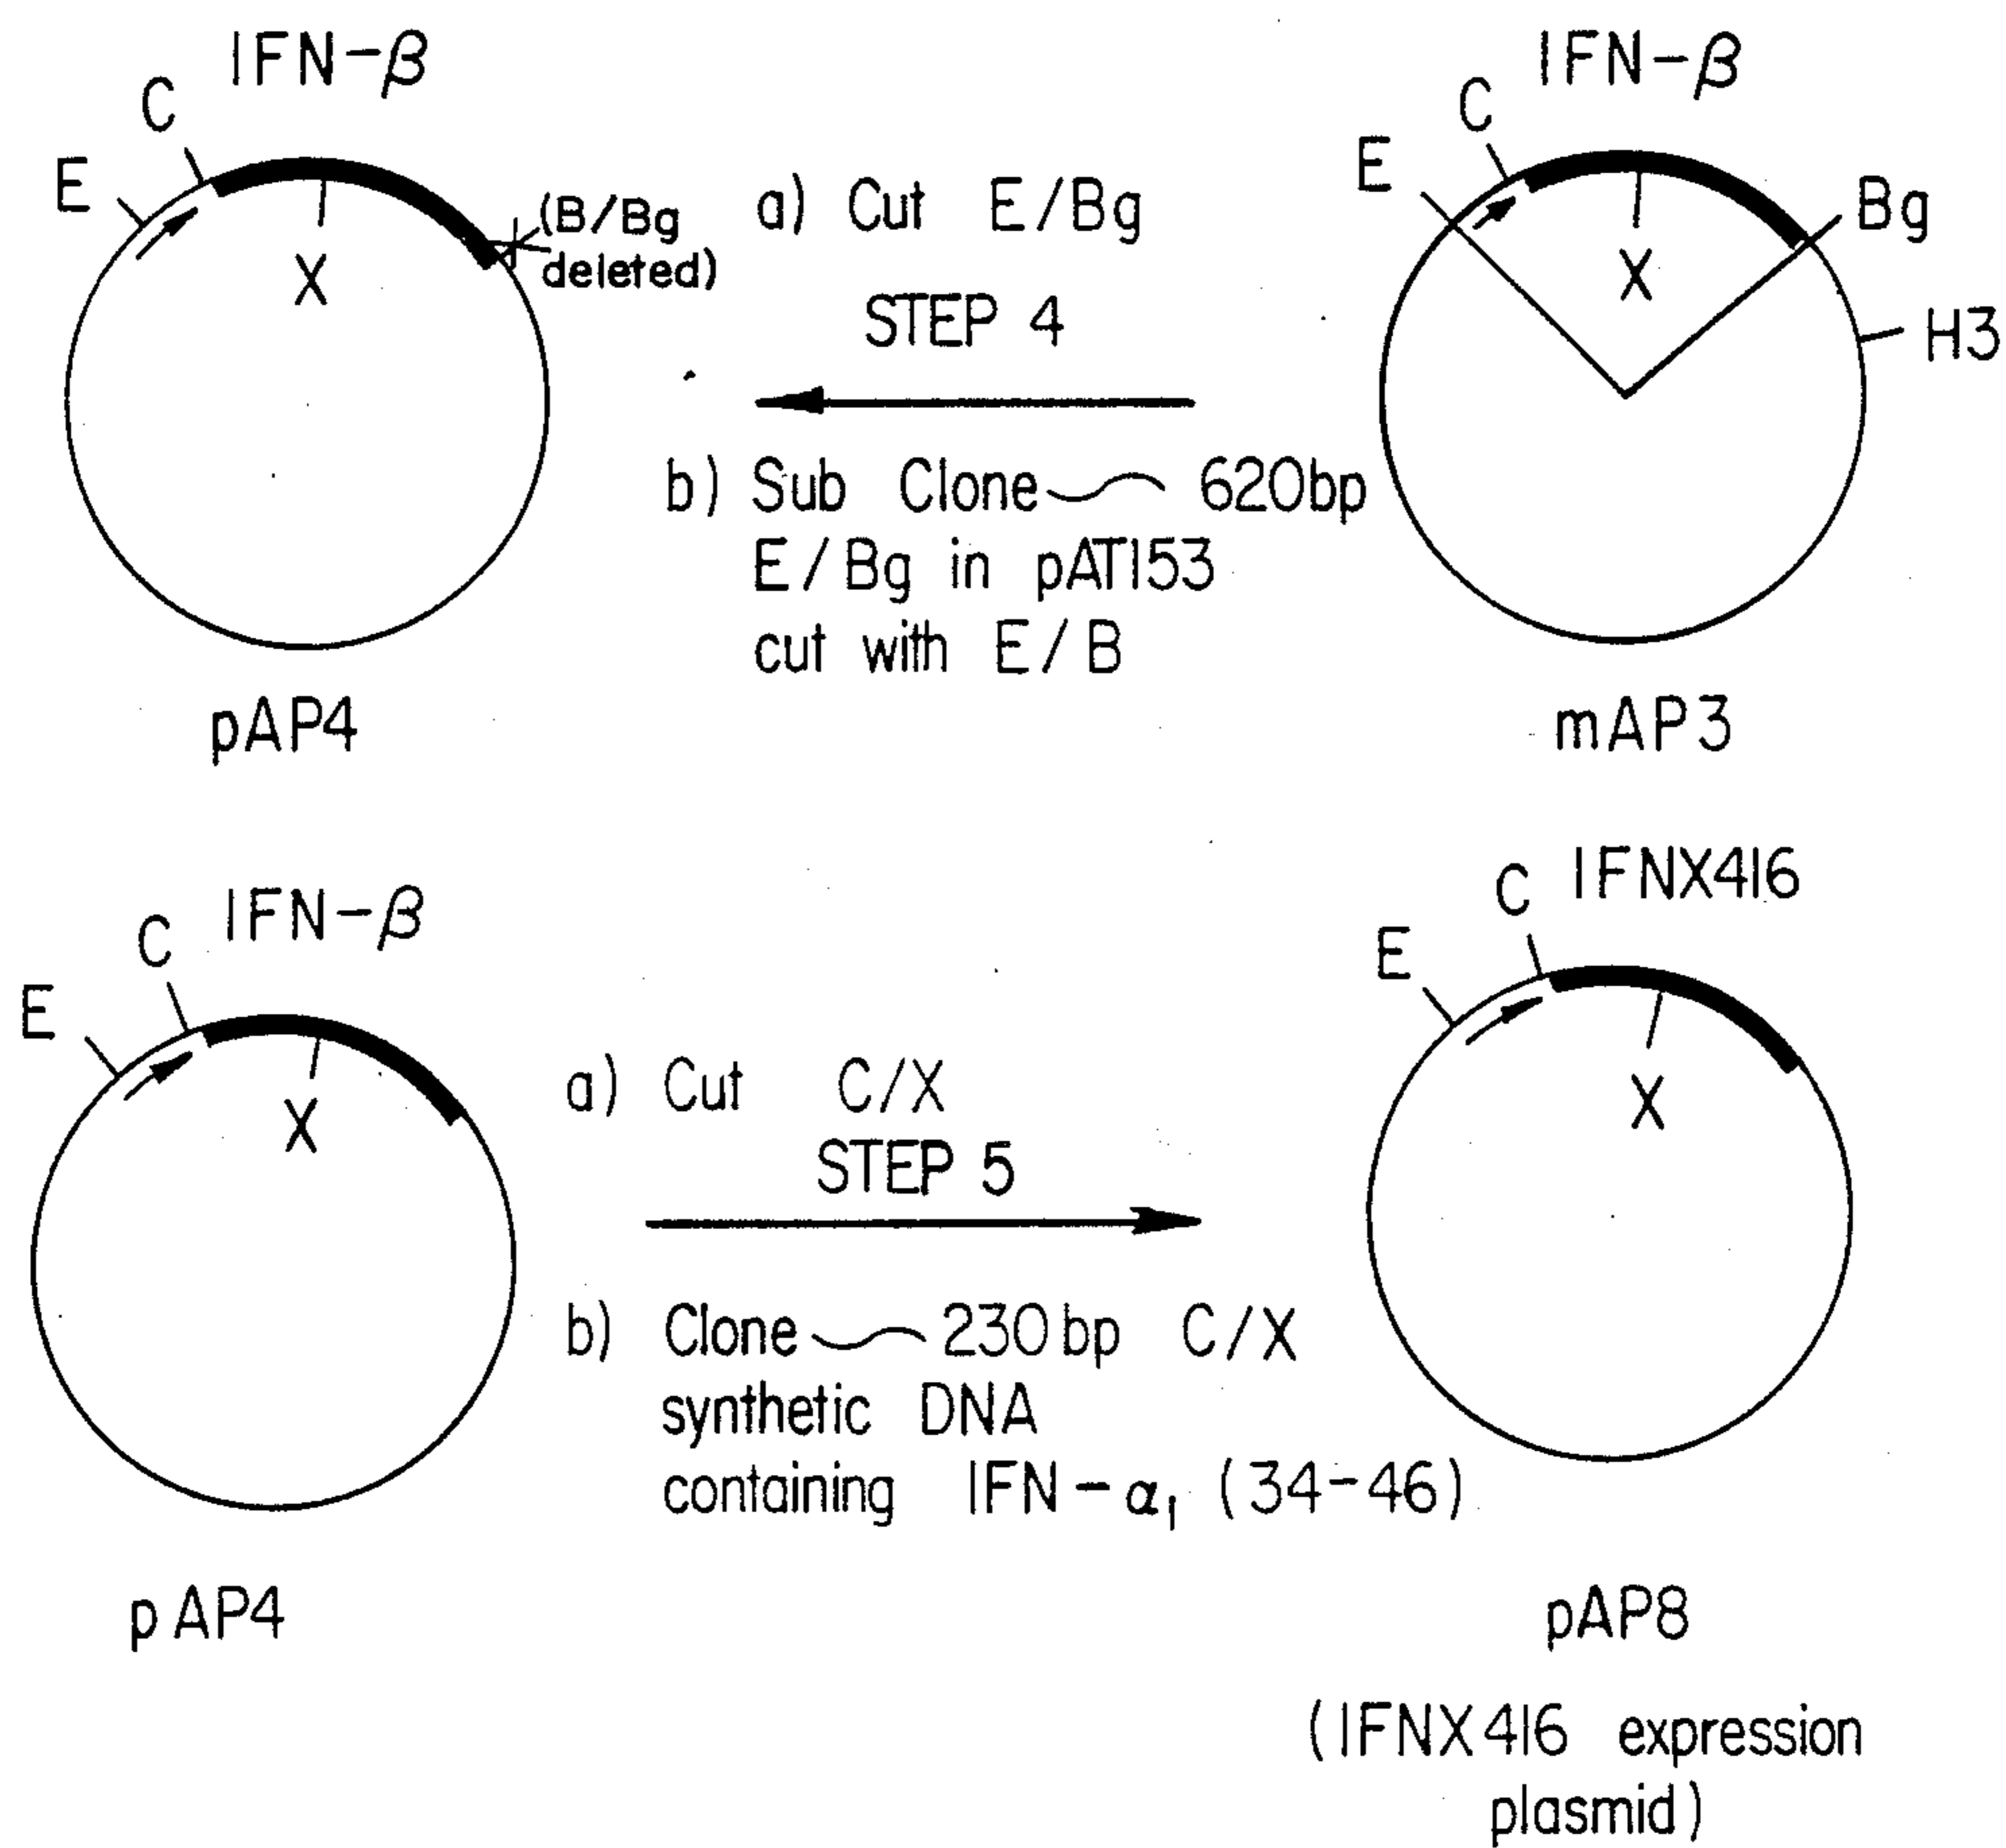 IFN-β
C
E
X
(B/Bg
deleted)
pAP4
a) Cut E/Bg
STEP 4
b) Sub Clone ~ 620bp
E/Bg in pAT153
cut with E/B
IFN-β
C
E
Bg
X
H3
mAP3
IFN-β
C
E
X
pAP4
a) Cut C/X
STEP 5
b) Clone ~ 230bp C/X
synthetic DNA
containing IFN-α₁ (34-46)
IFNX416
C
E
X
pAP8
(IFNX416 expression
plasmid)